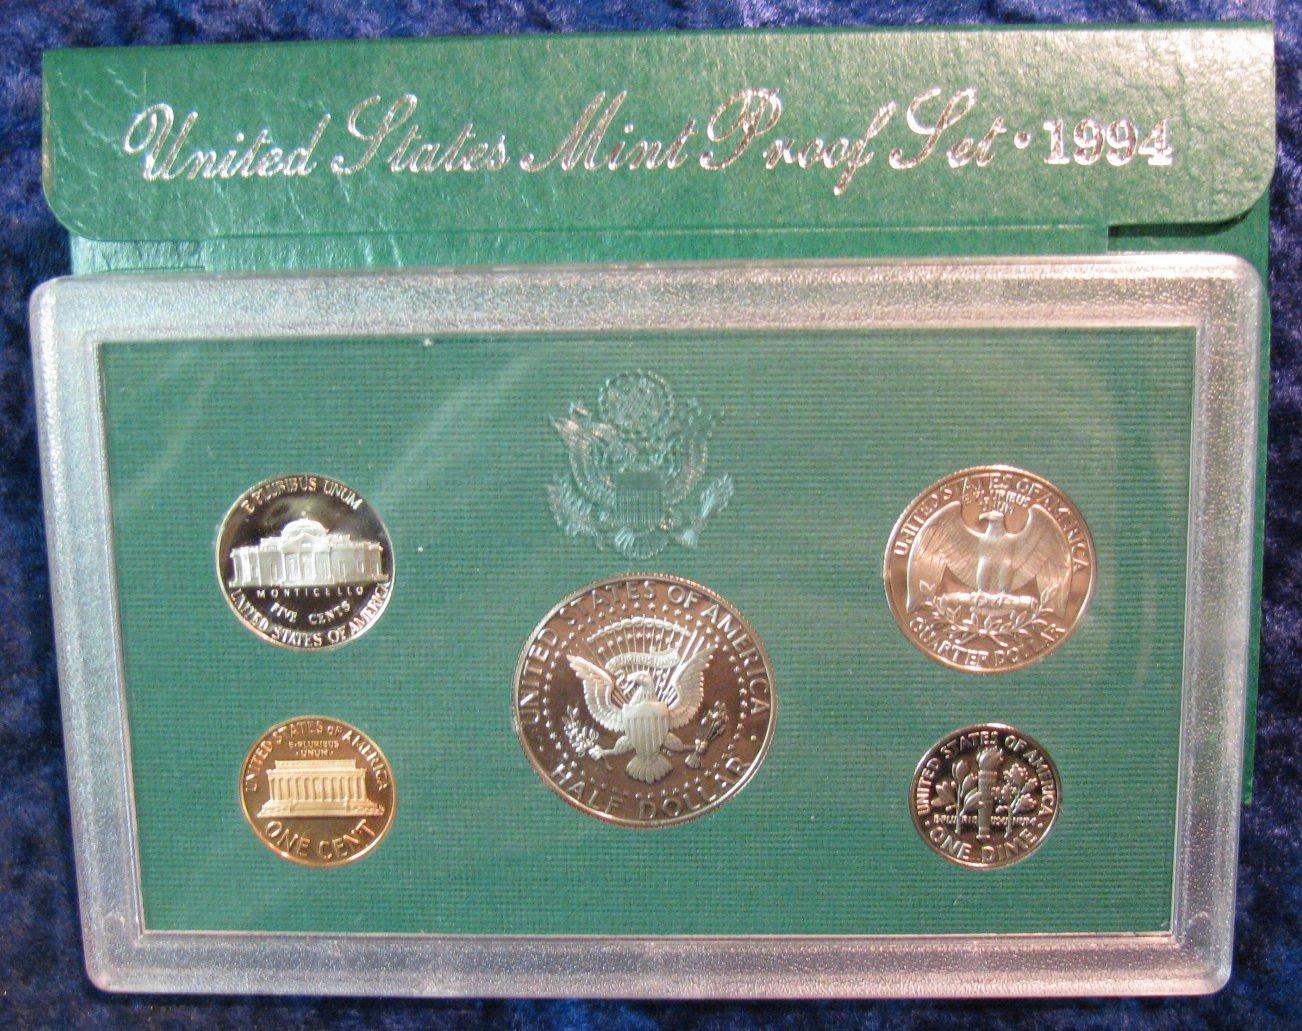 United States Mint Proof Set · 1994
E PLURIBUS UNUM
MONTICELLO
FIVE CENTS
UNITED STATES OF AMERICA
UNITED STATES OF AMERICA
E PLURIBUS
UNUM
QUARTER DOLLAR
UNITED STATES OF AMERICA
E PLURIBUS UNUM
HALF DOLLAR
UNITED STATES OF AMERICA
E·PLURIBUS
·UNUM·
ONE CENT
UNITED STATES OF AMERICA
E PLURIBUS UNUM
· ONE DIME ·